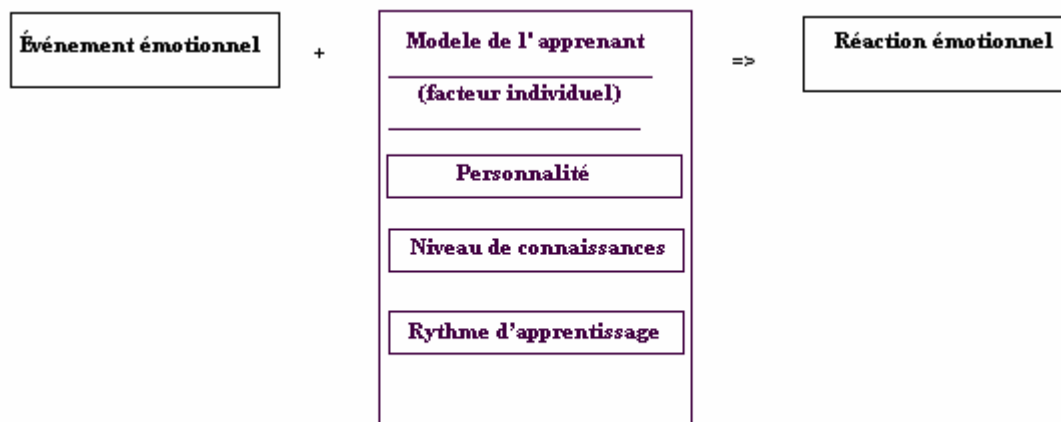 Événement émotionnel
+
Modele de l' apprenant
(facteur individuel)
Personnalité
Niveau de connaissances
Rythme d'apprentissage
=>
Réaction émotionnel